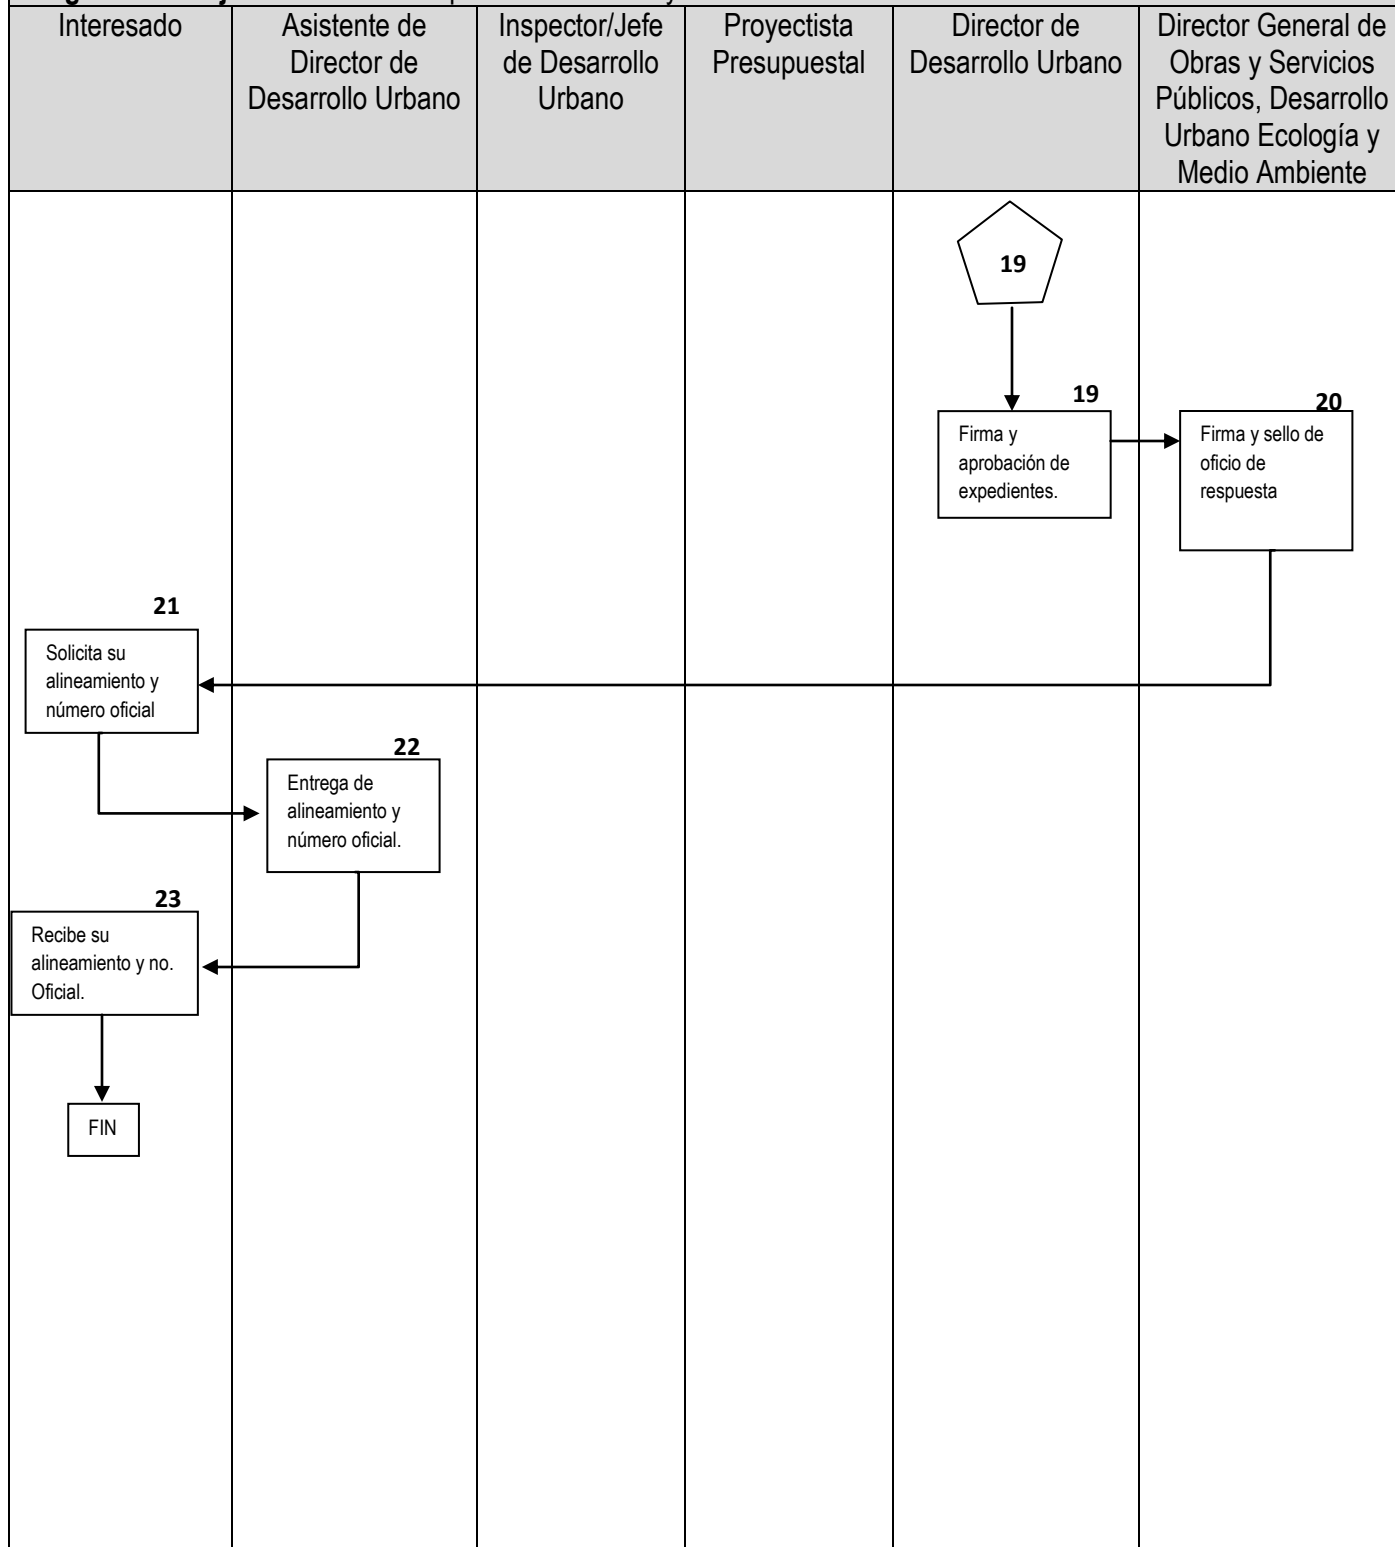 Interesado
Asistente de
Director de
Desarrollo Urbano
Inspector/Jefe
de Desarrollo
Urbano
Proyectista
Presupuestal
Director de
Desarrollo Urbano
Director General de
Obras y Servicios
Públicos, Desarrollo
Urbano Ecología y
Medio Ambiente
19
19
Firma y
aprobación de
expedientes.
20
Firma y sello de
oficio de
respuesta
21
Solicita su
alineamiento y
número oficial
22
Entrega de
alineamiento y
número oficial.
23
Recibe su
alineamiento y no.
Oficial.
FIN